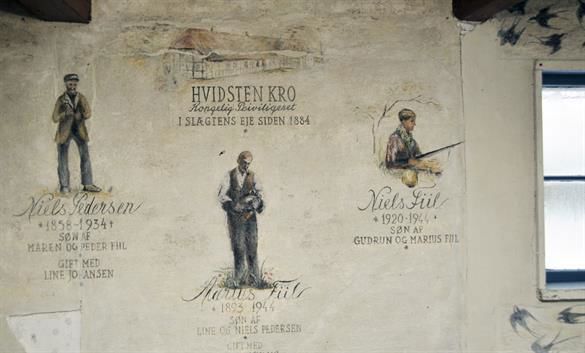 HVIDSTEN KRO
Kongelig Priviligeret
I SLÆGTENS EJE SIDEN 1884
Niels Pedersen
*1858-1934+
SØN AF
MAREN OG PEDER FIIL
GIFT MED
LINE JOHANSEN
Niels Fiil
*1920-1944+
SØN AF
GUDRUN OG MARIUS FIIL
Marius Fiil
*1893 1944
SØN AF
LINE OG NIELS PEDERSEN
GIFT MED